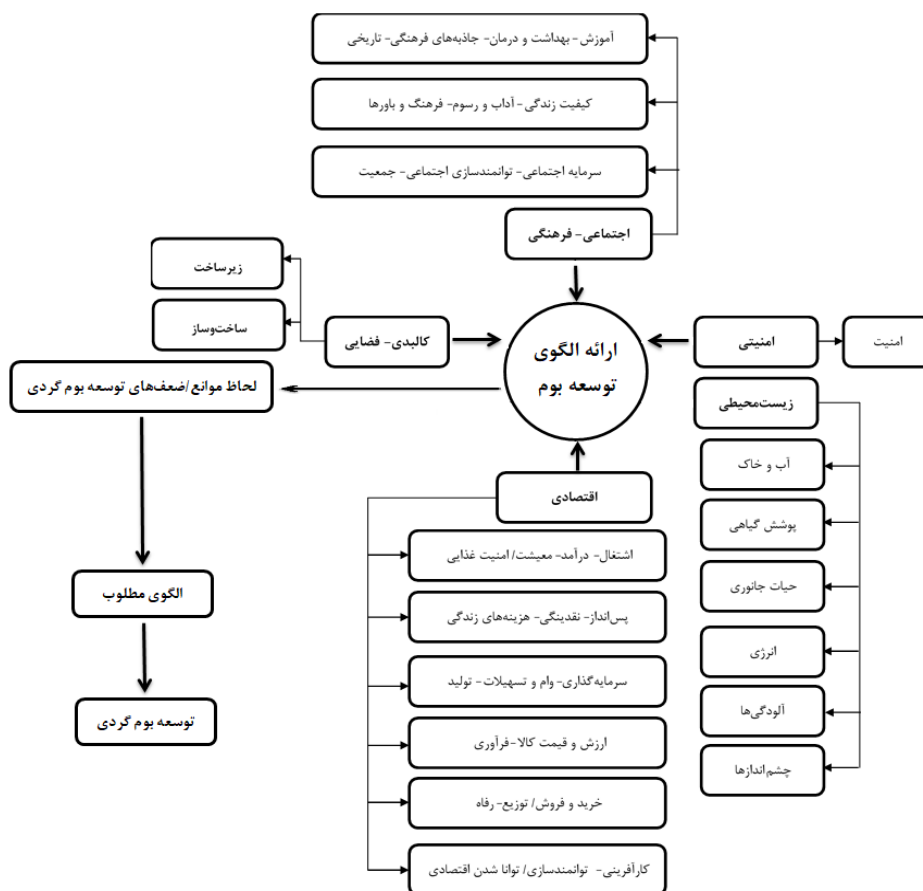 آموزش- بهداشت و درمان- جاذبه‌های فرهنگی- تاریخی
کیفیت زندگی- آداب و رسوم- فرهنگ و باورها
سرمایه اجتماعی- توانمندسازی اجتماعی- جمعیت
اجتماعی- فرهنگی
زیرساخت
ساخت‌وساز
کالبدی- فضایی
ارائه الگوی
توسعه بوم
امنیتی
امنیت
زیست‌محیطی
آب و خاک
پوشش گیاهی
حیات جانوری
انرژی
آلودگی‌ها
چشم‌اندازها
اقتصادی
اشتغال- درآمد- معیشت/ امنیت غذایی
پس‌انداز- نقدینگی- هزینه‌های زندگی
سرمایه‌گذاری- وام و تسهیلات- تولید
ارزش و قیمت کالا-فرآوری
خرید و فروش/ توزیع- رفاه
کارآفرینی- توانمندسازی/ توانا شدن اقتصادی
لحاظ موانع/ضعف‌های توسعه بوم گردی
الگوی مطلوب
توسعه بوم گردی